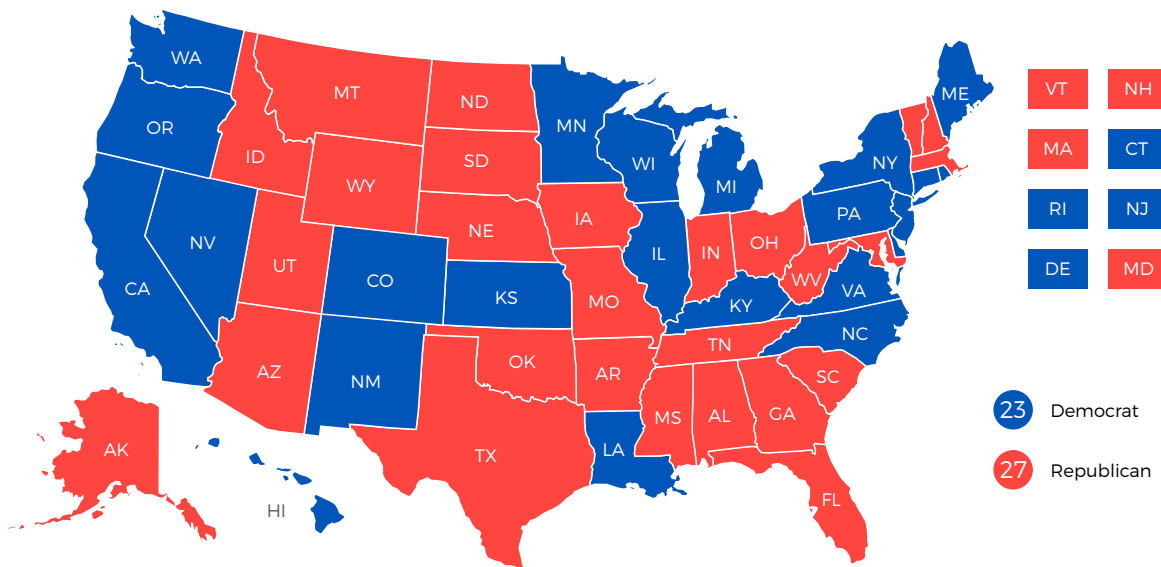 WA
ME
MT
ND
VT
NH
OR
MN
MA
CT
ID
SD
WI
NY
WY
MI
RI
NJ
IA
PA
NE
NV
OH
IL
IN
UT
DE
MD
CO
WV
CA
KS
VA
MO
KY
NC
TN
OK
AZ
NM
AR
SC
23 Democrat
MS
AL
GA
AK
LA
TX
27 Republican
FL
HI